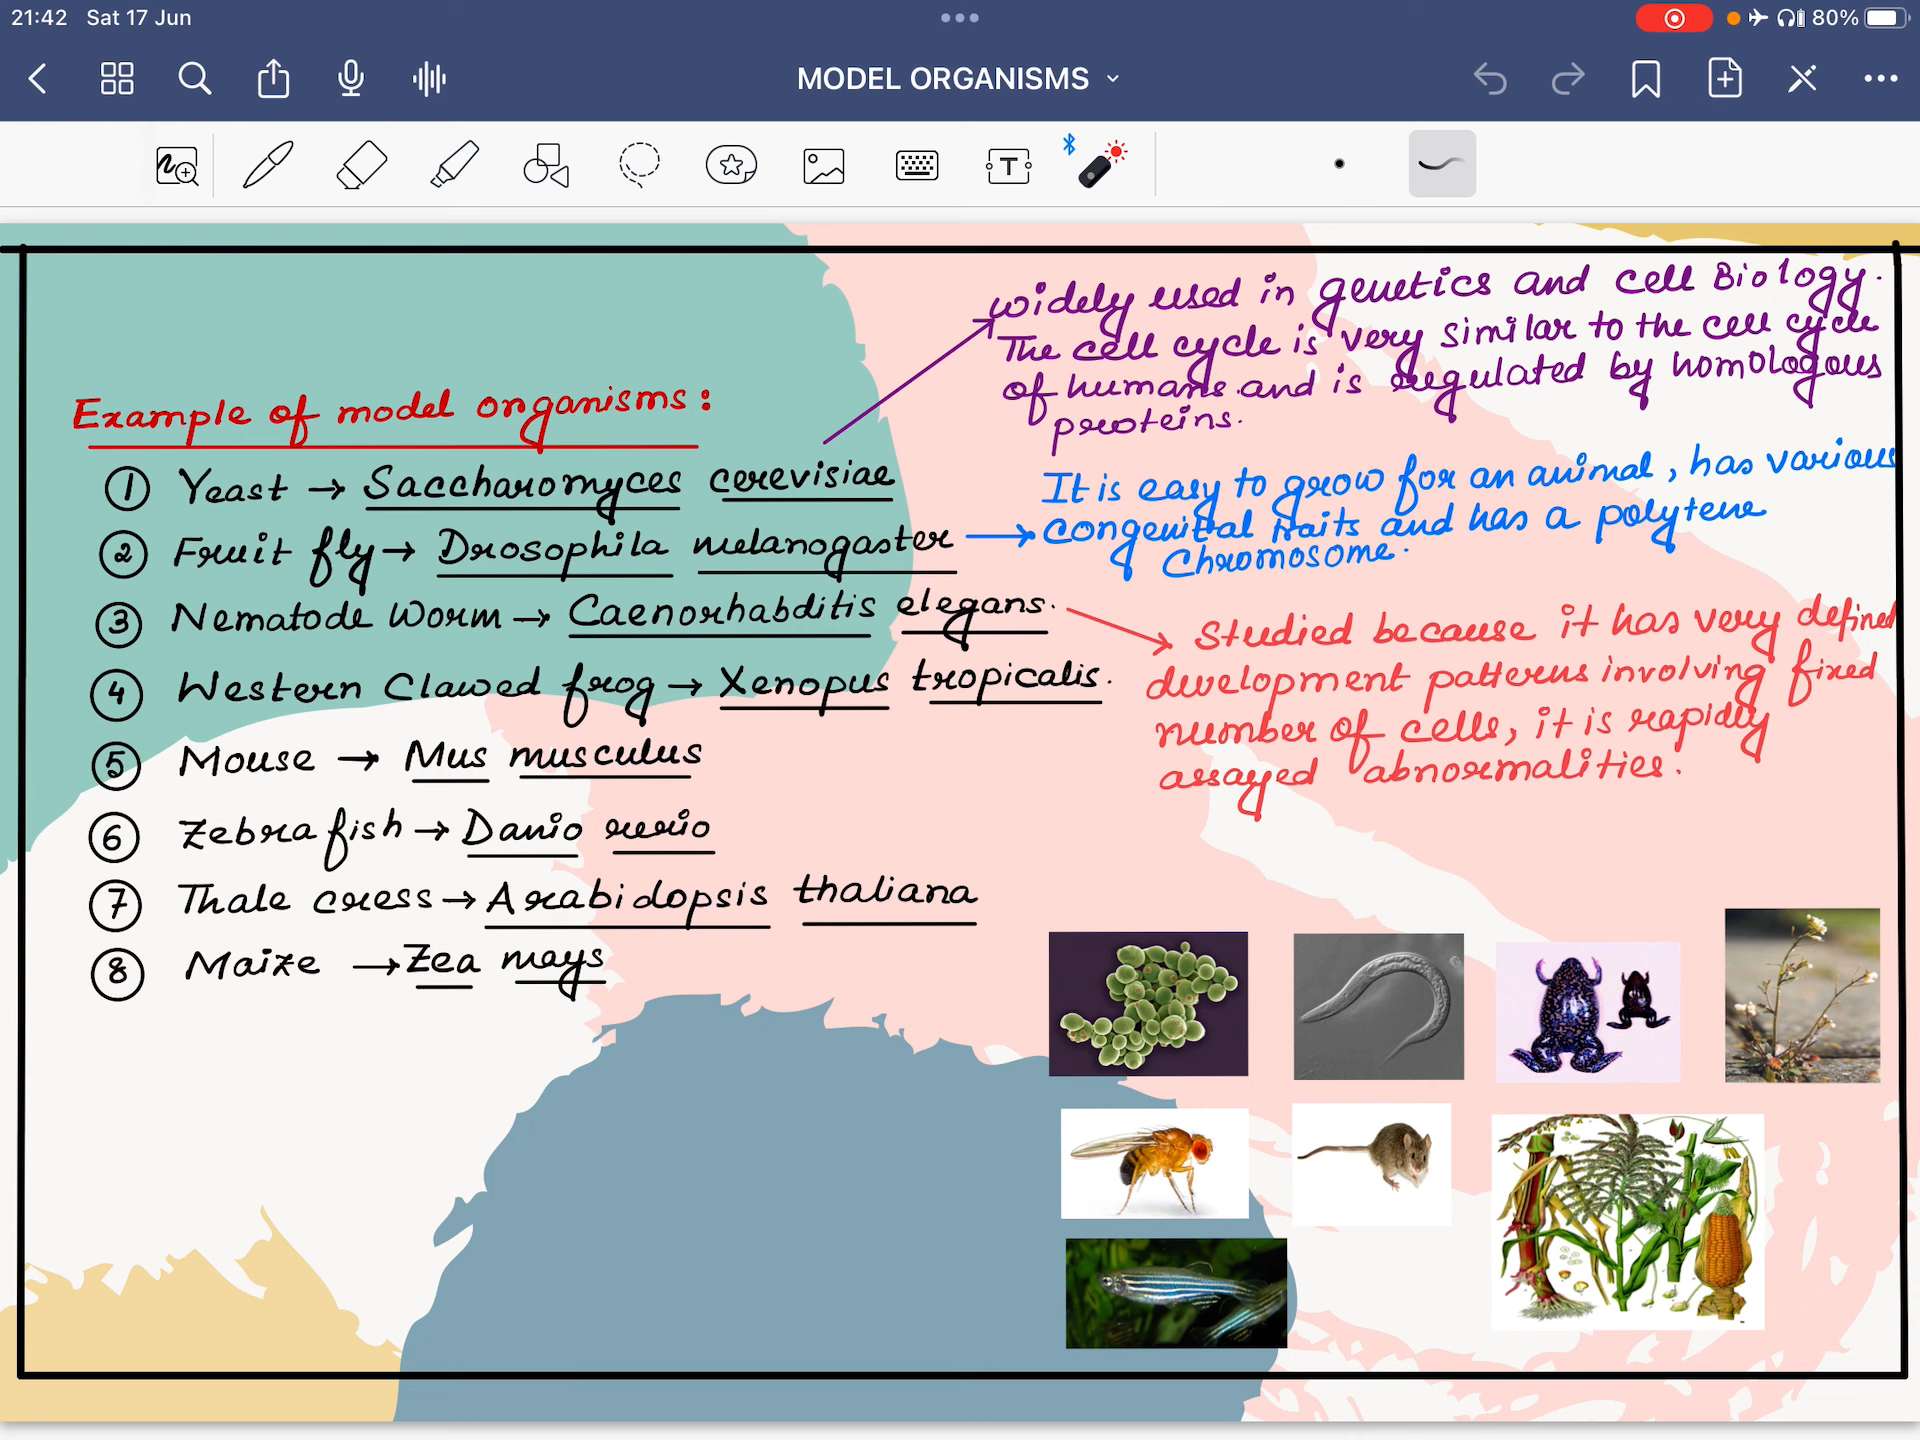 21:42 Sat 17 Jun
80%
MODEL ORGANISMS
T
Example of model organisms:
① Yeast → Saccharomyces cerevisiae
② Fruit fly → Drosophila melanogaster
③ Nematode Worm → Caenorhabditis elegans.
④ Western Clawed frog → Xenopus tropicalis.
⑤ Mouse → Mus musculus
⑥ Zebra fish → Danio rerio
⑦ Thale cress → Arabidopsis thaliana
⑧ Maize → Zea mays
widely used in genetics and cell Biology.
The cell cycle is very similar to the cell cycle
of humans and is regulated by homologous
proteins.
It is easy to grow for an animal, has various
→ congenital traits and has a polytene
Chromosome.
Studied because it has very defined
development patterns involving fixed
number of cells, it is rapidly
assayed abnormalities.